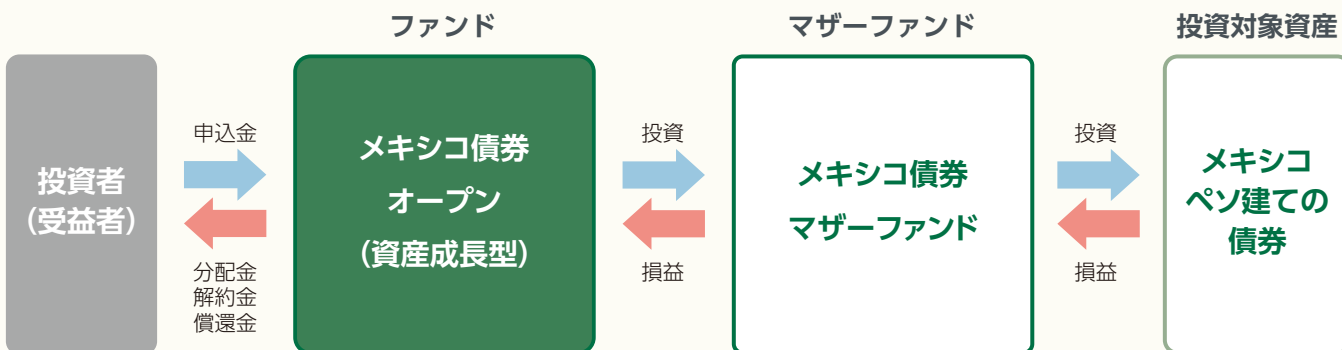 ファンド
マザーファンド
投資対象資産
投資者
(受益者)
申込金
分配金
解約金
償還金
メキシコ債券
オープン
(資産成長型)
投資
損益
メキシコ債券
マザーファンド
投資
損益
メキシコ
ペソ建ての
債券